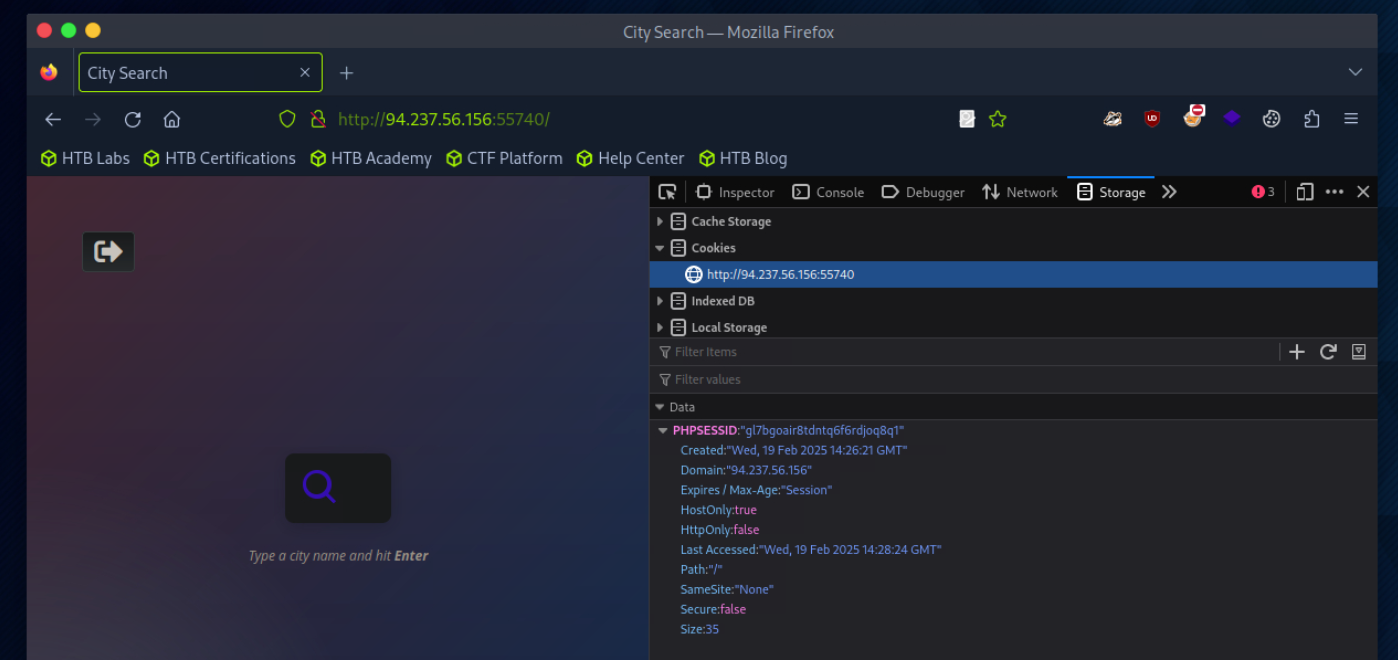 City Search — Mozilla Firefox
City Search
http://94.237.56.156:55740/
HTB Labs HTB Certifications HTB Academy CTF Platform Help Center HTB Blog
Inspector Console Debugger Network Storage 3
Cache Storage
Cookies
http://94.237.56.156:55740
Indexed DB
Local Storage
Filter Items
Filter values
Data
PHPSESSID:"gl7bgoair8tdntq6f6rdjoq8q1"
Created:"Wed, 19 Feb 2025 14:26:21 GMT"
Domain:"94.237.56.156"
Expires / Max-Age:"Session"
HostOnly:true
HttpOnly:false
Last Accessed:"Wed, 19 Feb 2025 14:28:24 GMT"
Path:"/"
SameSite:"None"
Secure:false
Size:35
Type a city name and hit Enter